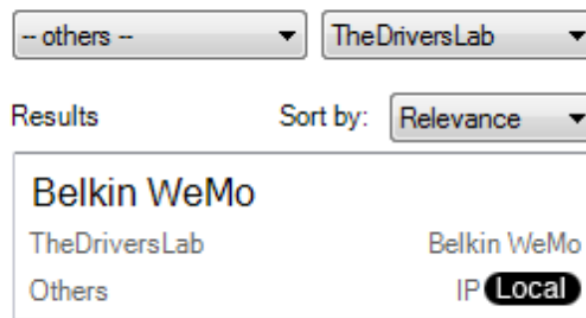 -- others -- TheDriversLab
Results Sort by: Relevance
Belkin WeMo
TheDriversLab Belkin WeMo
Others IP Local